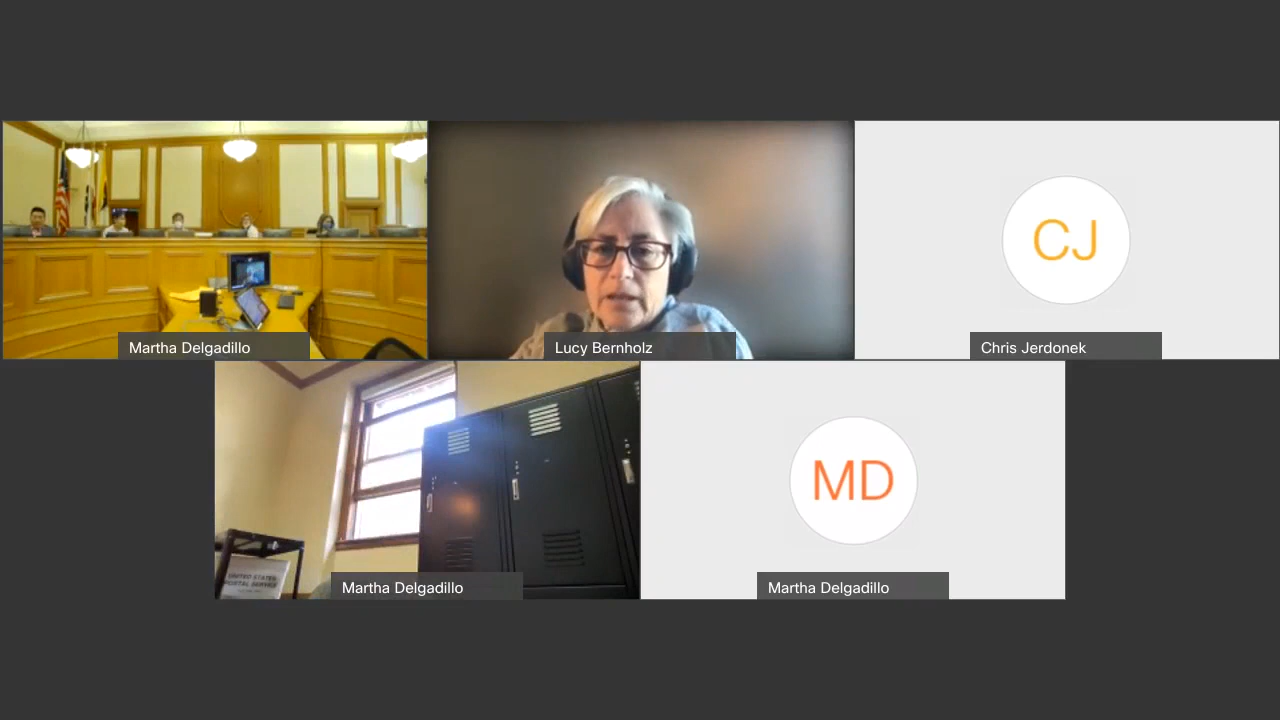 Martha Delgadillo
Lucy Bernholz
CJ
Chris Jerdonek
UNITED STATES
POSTAL SERVICE
Martha Delgadillo
MD
Martha Delgadillo